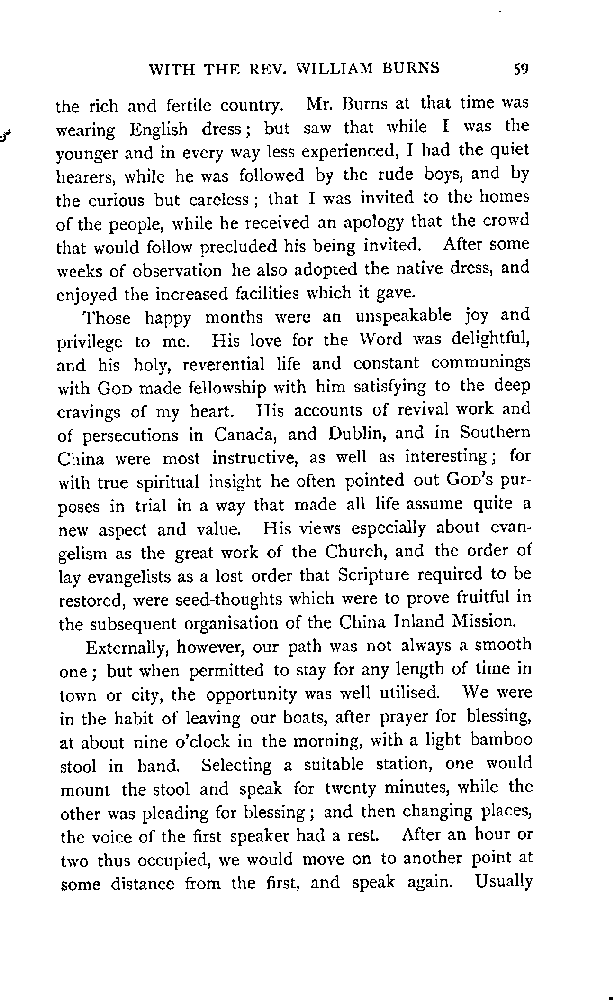 WITH THE REV. WILLIAM BURNS 59
the rich and fertile country. Mr. Burns at that time was
wearing English dress; but saw that while I was the
younger and in every way less experienced, I had the quiet
hearers, while he was followed by the rude boys, and by
the curious but careless; that I was invited to the homes
of the people, while he received an apology that the crowd
that would follow precluded his being invited. After some
weeks of observation he also adopted the native dress, and
enjoyed the increased facilities which it gave.
Those happy months were an unspeakable joy and
privilege to me. His love for the Word was delightful,
and his holy, reverential life and constant communings
with GOD made fellowship with him satisfying to the deep
cravings of my heart. His accounts of revival work and
of persecutions in Canada, and Dublin, and in Southern
China were most instructive, as well as interesting; for
with true spiritual insight he often pointed out GOD'S pur-
poses in trial in a way that made all life assume quite a
new aspect and value. His views especially about evan-
gelism as the great work of the Church, and the order of
lay evangelists as a lost order that Scripture required to be
restored, were seed-thoughts which were to prove fruitful in
the subsequent organisation of the China Inland Mission.
Externally, however, our path was not always a smooth
one; but when permitted to stay for any length of time in
town or city, the opportunity was well utilised. We were
in the habit of leaving our boats, after prayer for blessing,
at about nine o'clock in the morning, with a light bamboo
stool in hand. Selecting a suitable station, one would
mount the stool and speak for twenty minutes, while the
other was pleading for blessing; and then changing places,
the voice of the first speaker had a rest. After an hour or
two thus occupied, we would move on to another point at
some distance from the first, and speak again. Usually